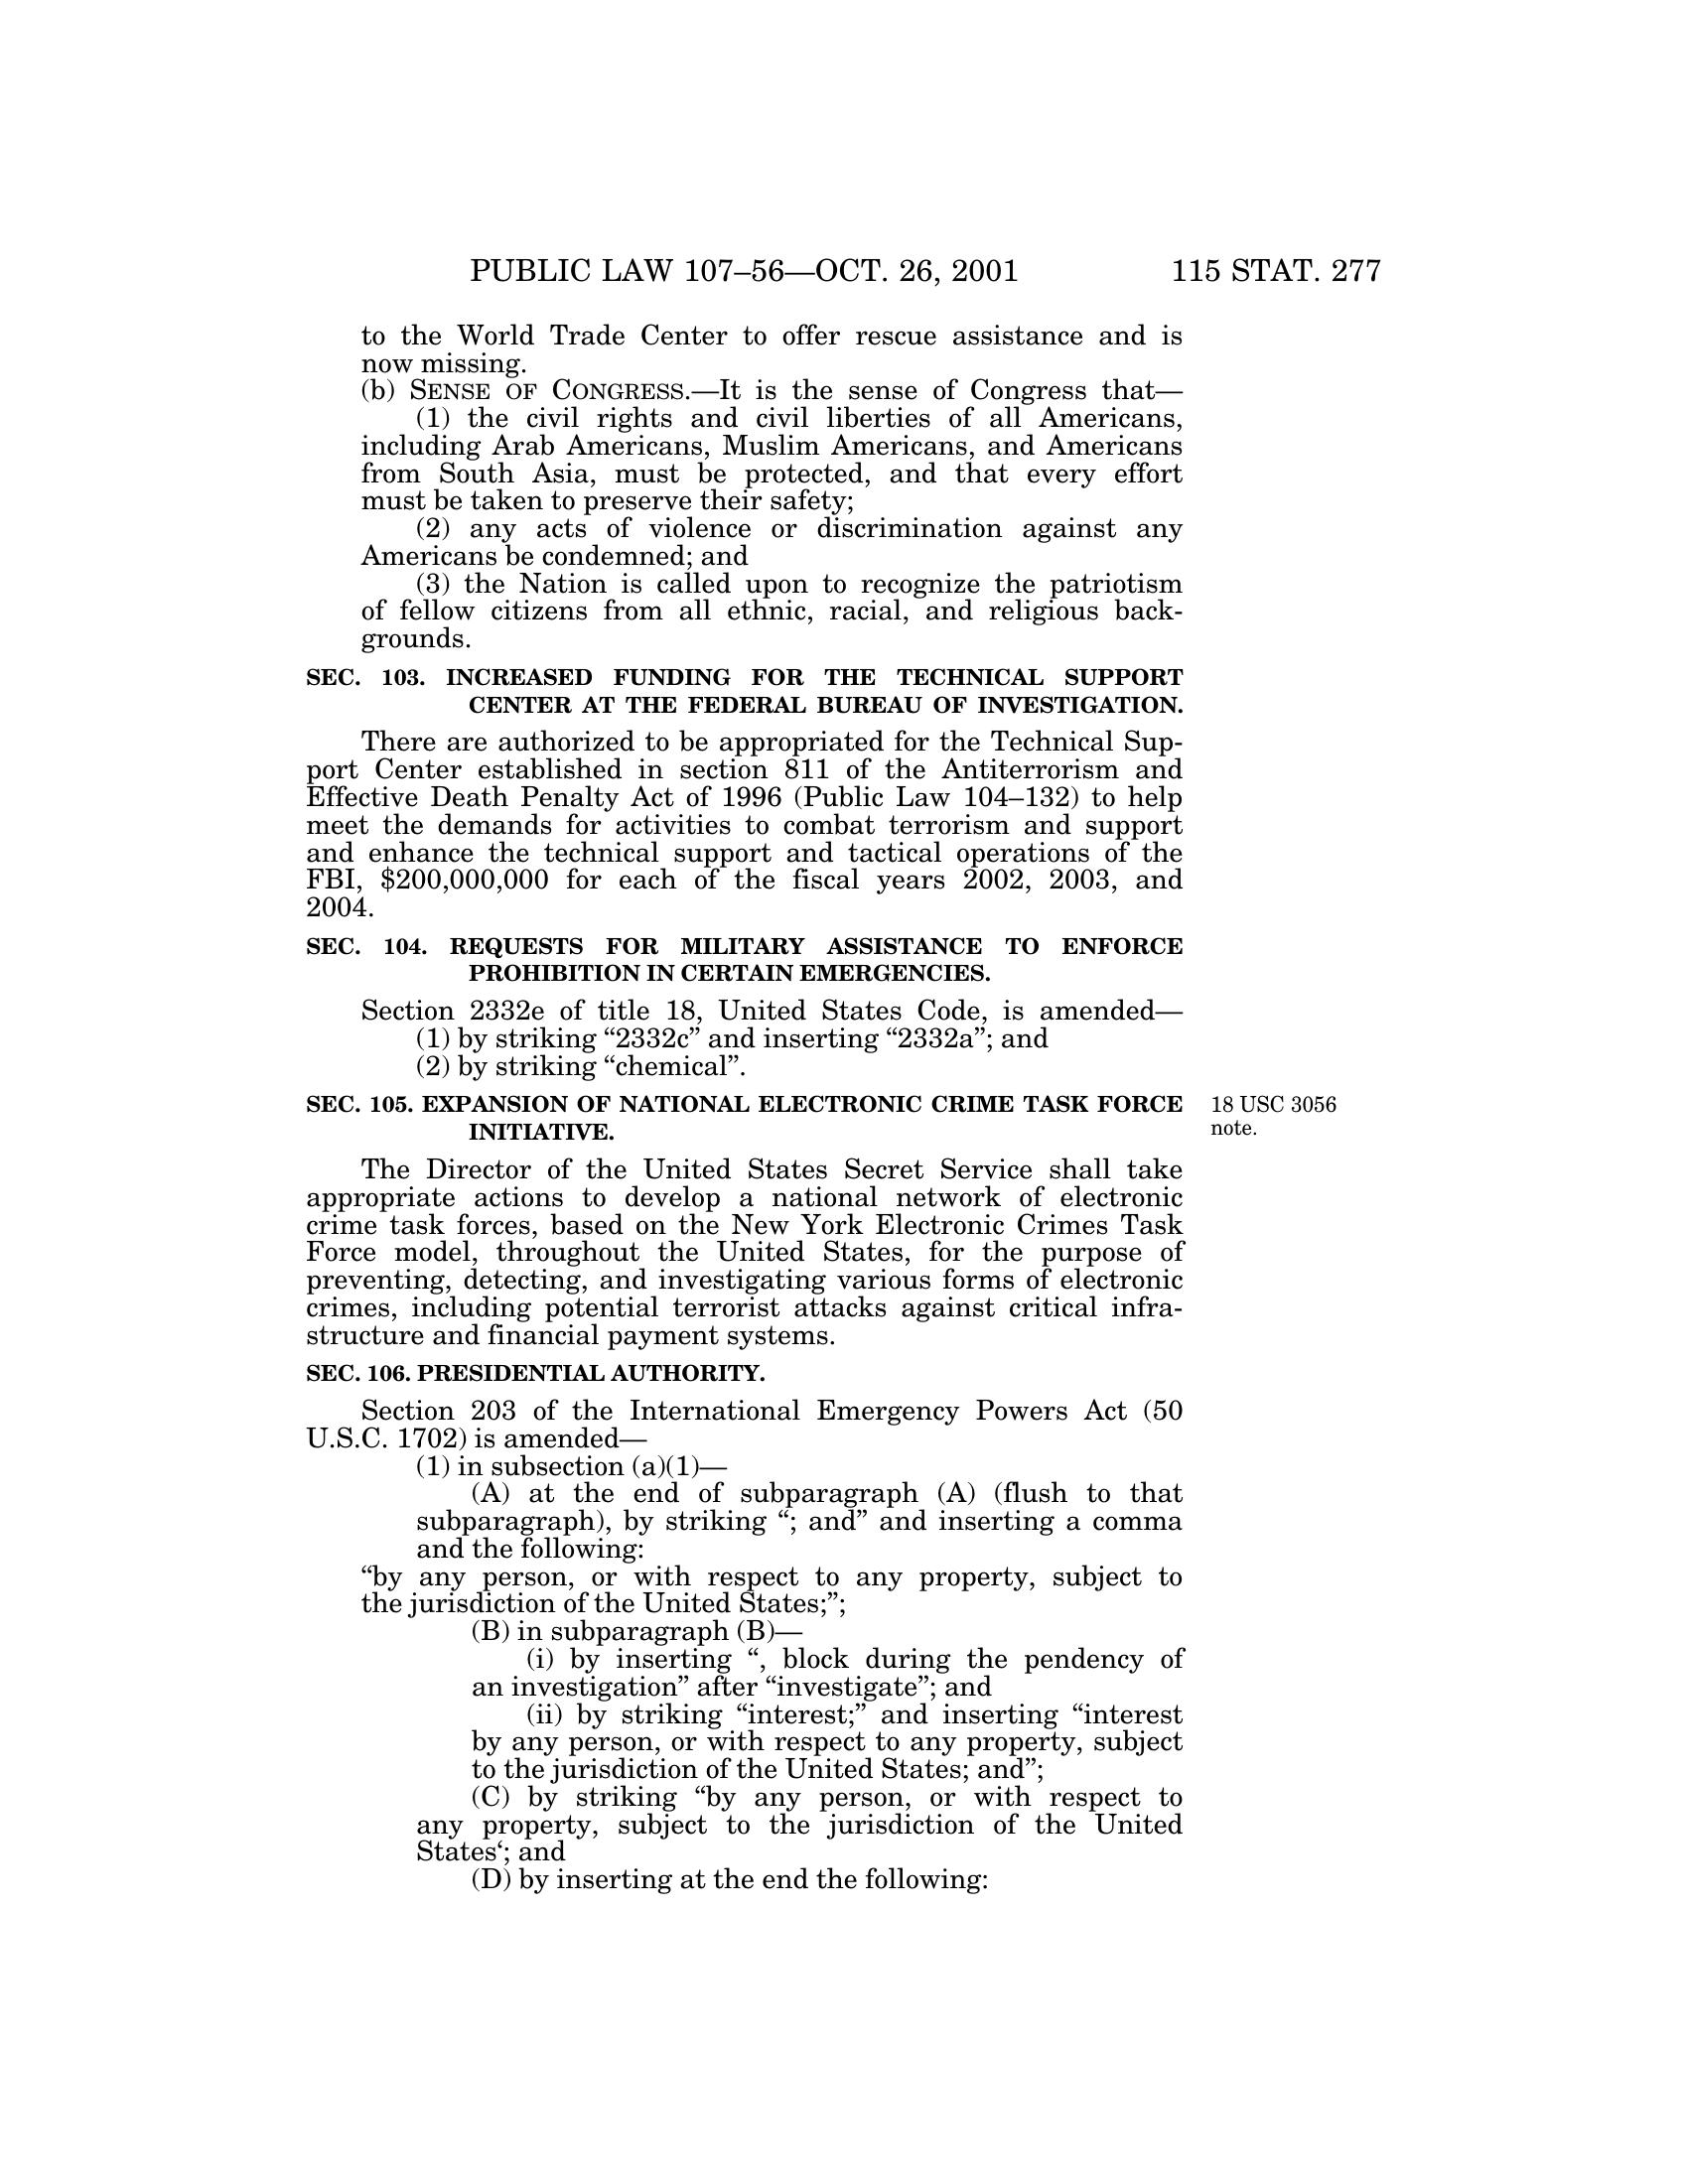 PUBLIC LAW 107–56—OCT. 26, 2001 115 STAT. 277
to the World Trade Center to offer rescue assistance and is
now missing.
(b) SENSE OF CONGRESS.—It is the sense of Congress that—
(1) the civil rights and civil liberties of all Americans,
including Arab Americans, Muslim Americans, and Americans
from South Asia, must be protected, and that every effort
must be taken to preserve their safety;
(2) any acts of violence or discrimination against any
Americans be condemned; and
(3) the Nation is called upon to recognize the patriotism
of fellow citizens from all ethnic, racial, and religious back-
grounds.
SEC. 103. INCREASED FUNDING FOR THE TECHNICAL SUPPORT
CENTER AT THE FEDERAL BUREAU OF INVESTIGATION.
There are authorized to be appropriated for the Technical Sup-
port Center established in section 811 of the Antiterrorism and
Effective Death Penalty Act of 1996 (Public Law 104–132) to help
meet the demands for activities to combat terrorism and support
and enhance the technical support and tactical operations of the
FBI, $200,000,000 for each of the fiscal years 2002, 2003, and
2004.
SEC. 104. REQUESTS FOR MILITARY ASSISTANCE TO ENFORCE
PROHIBITION IN CERTAIN EMERGENCIES.
Section 2332e of title 18, United States Code, is amended—
(1) by striking “2332c” and inserting “2332a”; and
(2) by striking “chemical”.
SEC. 105. EXPANSION OF NATIONAL ELECTRONIC CRIME TASK FORCE
INITIATIVE.
18 USC 3056
note.
The Director of the United States Secret Service shall take
appropriate actions to develop a national network of electronic
crime task forces, based on the New York Electronic Crimes Task
Force model, throughout the United States, for the purpose of
preventing, detecting, and investigating various forms of electronic
crimes, including potential terrorist attacks against critical infra-
structure and financial payment systems.
SEC. 106. PRESIDENTIAL AUTHORITY.
Section 203 of the International Emergency Powers Act (50
U.S.C. 1702) is amended—
(1) in subsection (a)(1)—
(A) at the end of subparagraph (A) (flush to that
subparagraph), by striking “; and” and inserting a comma
and the following:
“by any person, or with respect to any property, subject to
the jurisdiction of the United States;”;
(B) in subparagraph (B)—
(i) by inserting “, block during the pendency of
an investigation” after “investigate”; and
(ii) by striking “interest;” and inserting “interest
by any person, or with respect to any property, subject
to the jurisdiction of the United States; and”;
(C) by striking “by any person, or with respect to
any property, subject to the jurisdiction of the United
States‘; and
(D) by inserting at the end the following: